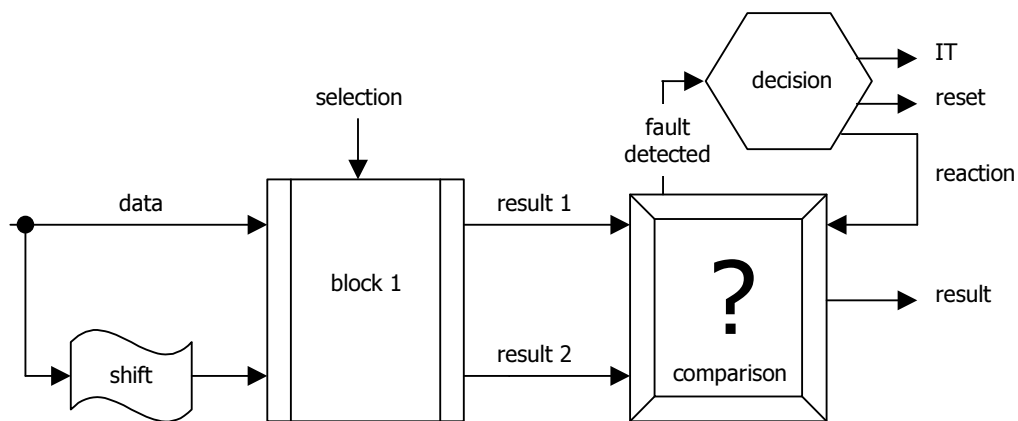 IT
decision
reset
selection
fault
detected
reaction
data
result 1
block 1
?
result
result 2
shift
comparison